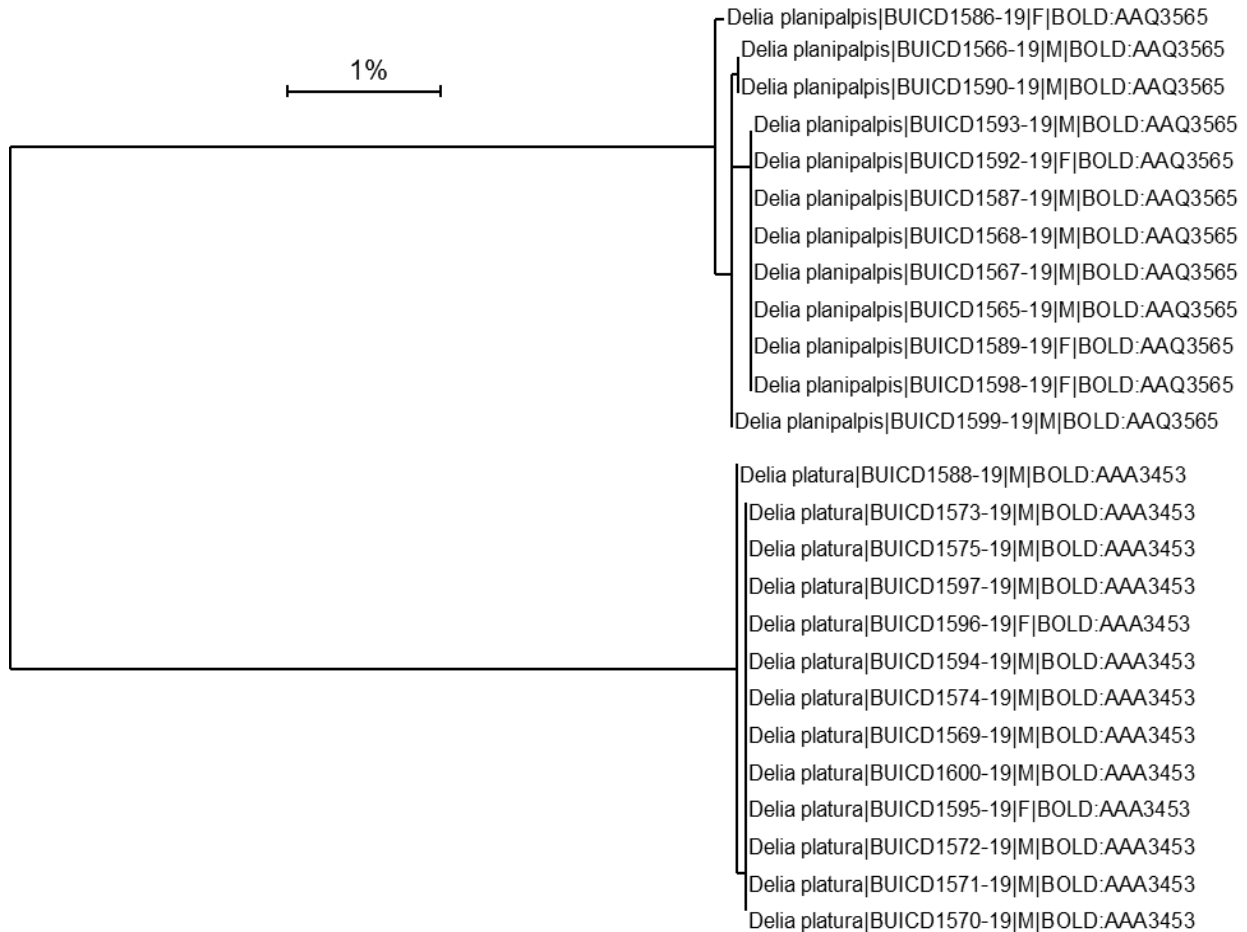 Delia planipalpis|BUICD1586-19|F|BOLD:AAQ3565
Delia planipalpis|BUICD1566-19|M|BOLD:AAQ3565
1%
Delia planipalpis|BUICD1590-19|M|BOLD:AAQ3565
Delia planipalpis|BUICD1593-19|M|BOLD:AAQ3565
Delia planipalpis|BUICD1592-19|F|BOLD:AAQ3565
Delia planipalpis|BUICD1587-19|M|BOLD:AAQ3565
Delia planipalpis|BUICD1568-19|M|BOLD:AAQ3565
Delia planipalpis|BUICD1567-19|M|BOLD:AAQ3565
Delia planipalpis|BUICD1565-19|M|BOLD:AAQ3565
Delia planipalpis|BUICD1589-19|F|BOLD:AAQ3565
Delia planipalpis|BUICD1598-19|F|BOLD:AAQ3565
Delia planipalpis|BUICD1599-19|M|BOLD:AAQ3565
Delia platura|BUICD1588-19|M|BOLD:AAA3453
Delia platura|BUICD1573-19|M|BOLD:AAA3453
Delia platura|BUICD1575-19|M|BOLD:AAA3453
Delia platura|BUICD1597-19|M|BOLD:AAA3453
Delia platura|BUICD1596-19|F|BOLD:AAA3453
Delia platura|BUICD1594-19|M|BOLD:AAA3453
Delia platura|BUICD1574-19|M|BOLD:AAA3453
Delia platura|BUICD1569-19|M|BOLD:AAA3453
Delia platura|BUICD1600-19|M|BOLD:AAA3453
Delia platura|BUICD1595-19|F|BOLD:AAA3453
Delia platura|BUICD1572-19|M|BOLD:AAA3453
Delia platura|BUICD1571-19|M|BOLD:AAA3453
Delia platura|BUICD1570-19|M|BOLD:AAA3453